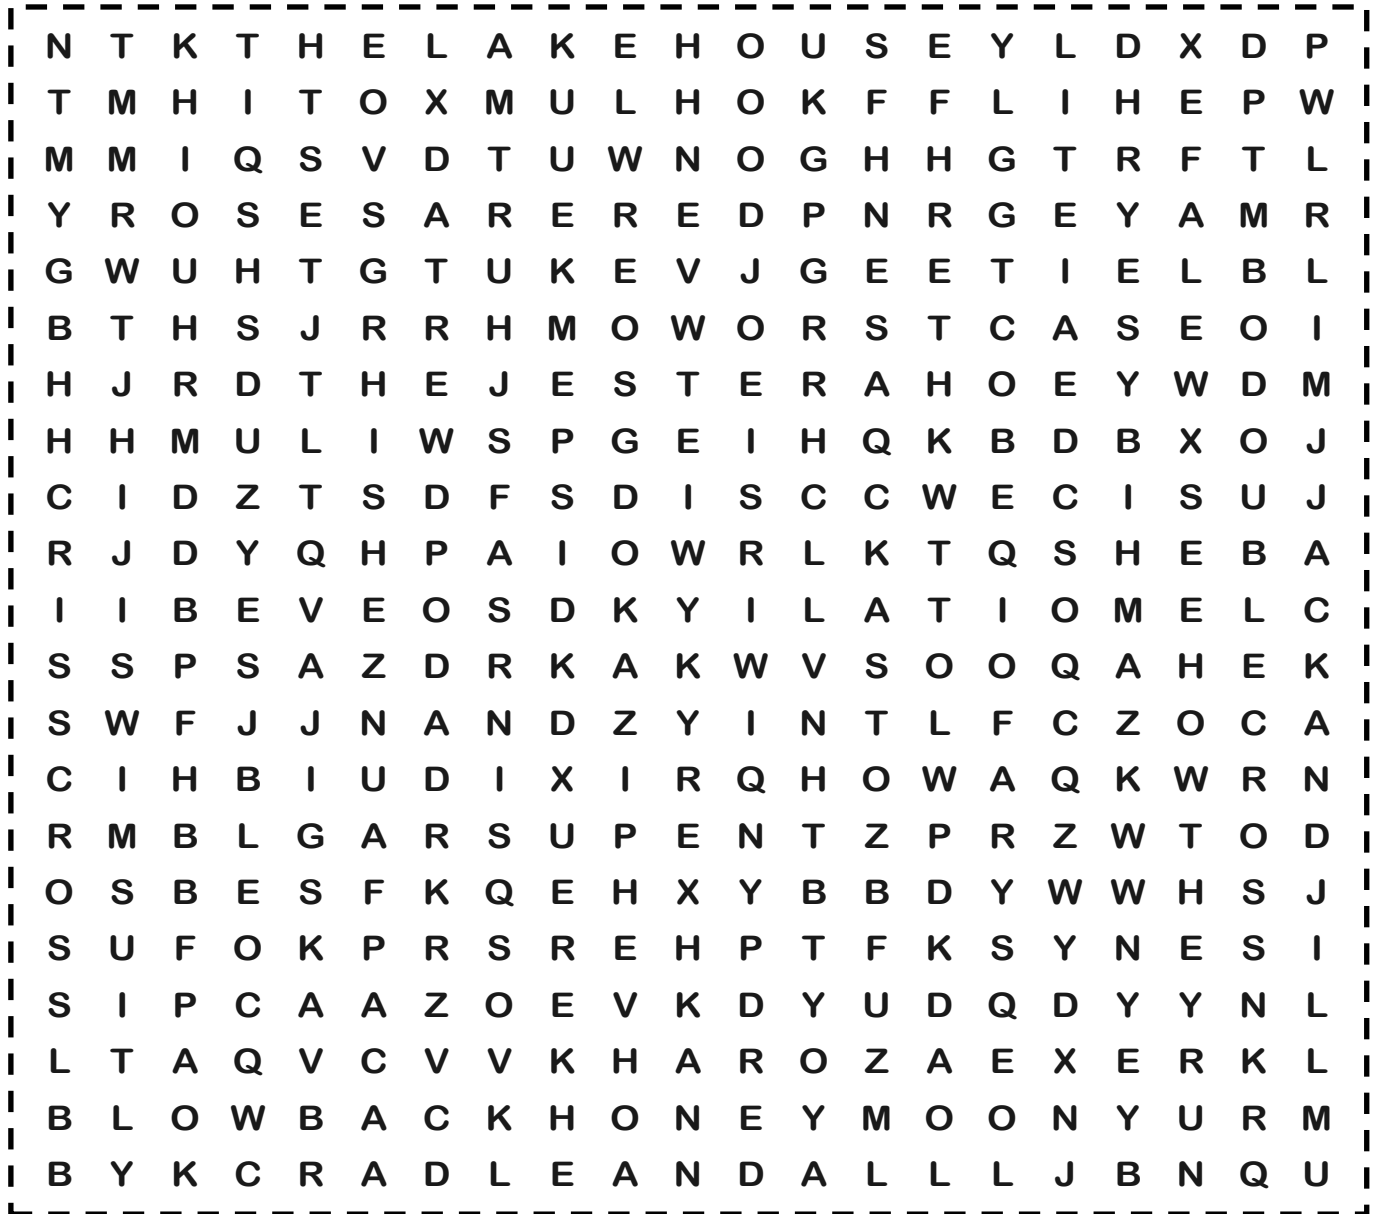 N T K T H E L A K E H O U S E Y L D X D P
T M H I T O X M U L H O K F F L I H E P W
M M I Q S V D T U W N O G H H G T R F T L
Y R O S E S A R E R E D P N R G E Y A M R
G W U H T G T U K E V J G E E T I E L B L
B T H S J R R H M O W O R S T C A S E O I
H J R D T H E J E S T E R A H O E Y W D M
H H M U L I W S P G E I H Q K B D B X O J
C I D Z T S D F S D I S C C W E C I S U J
R J D Y Q H P A I O W R L K T Q S H E B A
I I B E V E O S D K Y I L A T I O M E L C
S S P S A Z D R K A K W V S O O Q A H E K
S W F J J N A N D Z Y I N T L F C Z O C A
C I H B I U D I X I R Q H O W A Q K W R N
R M B L G A R S U P E N T Z P R Z W T O D
O S B E S F K Q E H X Y B B D Y W W H S J
S U F O K P R S R E H P T F K S Y N E S I
S I P C A A Z O E V K D Y U D Q D Y Y N L
L T A Q V C V V K H A R O Z A E X E R K L
B L O W B A C K H O N E Y M O O N Y U R M
B Y K C R A D L E A N D A L L L J B N Q U